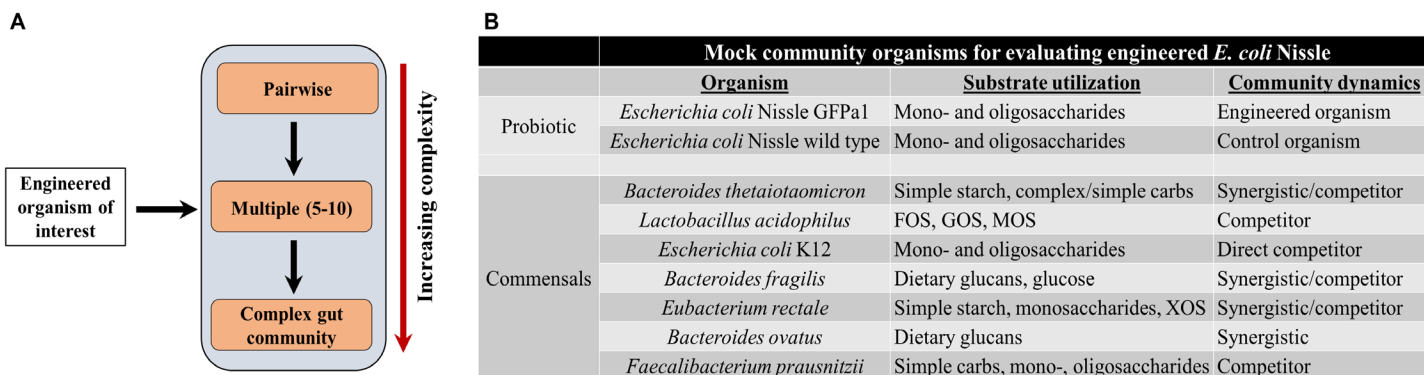 A
Pairwise
Engineered
organism of
interest
Multiple (5-10)
Complex gut
community
Increasing complexity
B
Mock community organisms for evaluating engineered E. coli Nissle
Organism Substrate utilization Community dynamics
Probiotic
Escherichia coli Nissle GFPa1 Mono- and oligosaccharides Engineered organism
Escherichia coli Nissle wild type Mono- and oligosaccharides Control organism
Commensals
Bacteroides thetaiotaomicron Simple starch, complex/simple carbs Synergistic/competitor
Lactobacillus acidophilus FOS, GOS, MOS Competitor
Escherichia coli K12 Mono- and oligosaccharides Direct competitor
Bacteroides fragilis Dietary glucans, glucose Synergistic/competitor
Eubacterium rectale Simple starch, monosaccharides, XOS Synergistic/competitor
Bacteroides ovatus Dietary glucans Synergistic
Faecalibacterium prausnitzii Simple carbs, mono-, oligosaccharides Competitor